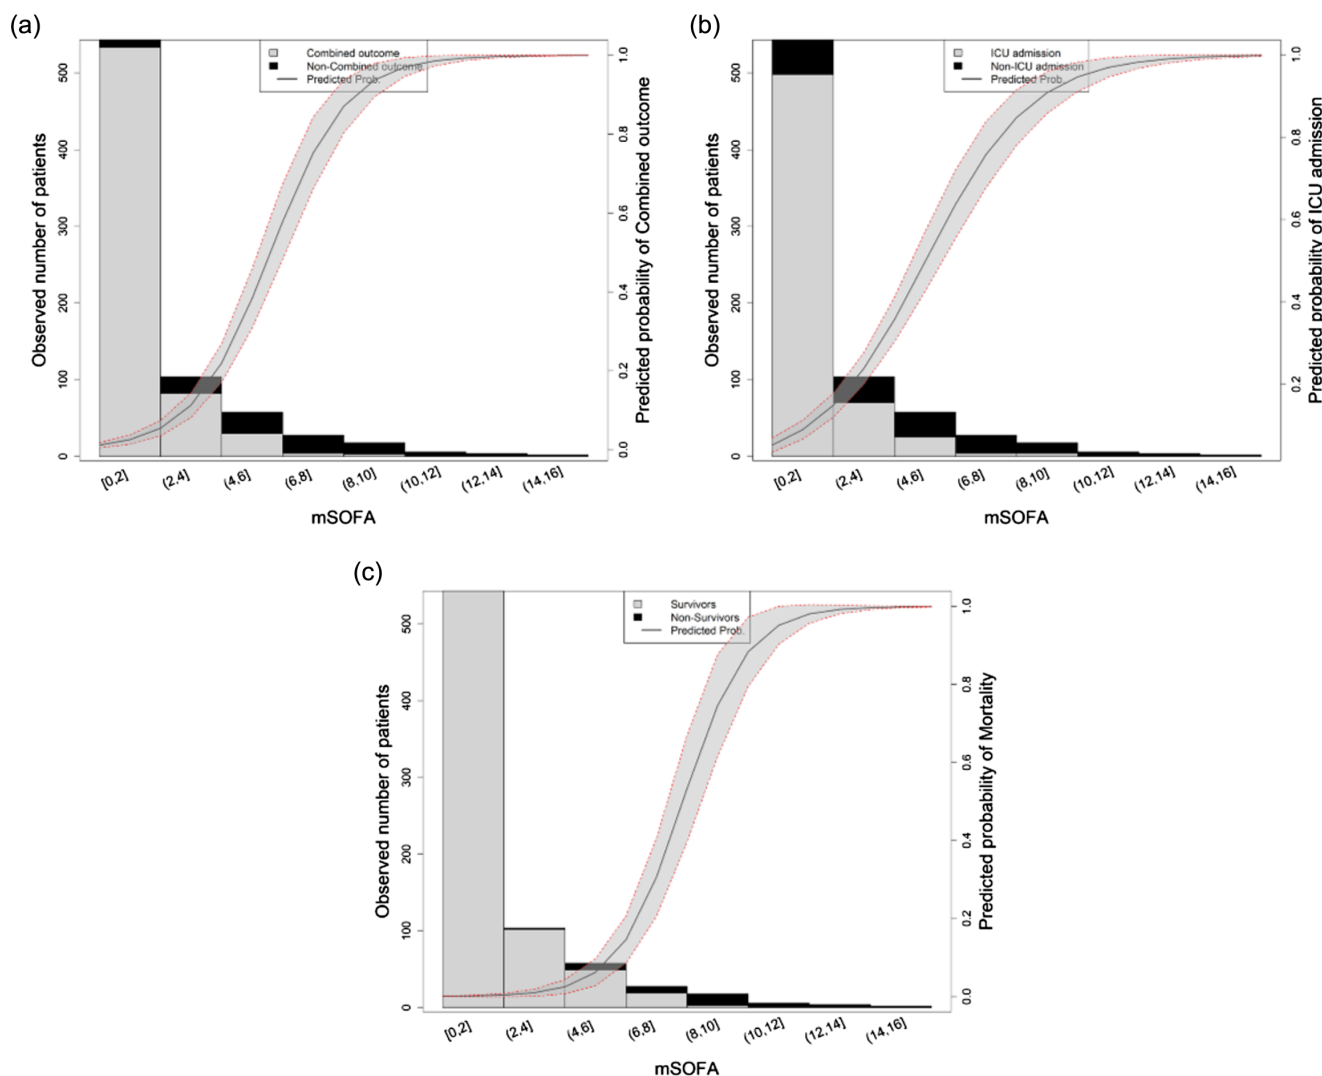 (a)
Combined outcome
Non-Combined outcome
Predicted Prob.
Observed number of patients
0
100
200
300
400
500
Predicted probability of Combined outcome
0.0
0.2
0.4
0.6
0.8
1.0
[0,2]
(2,4]
(4,6]
(6,8]
(8,10]
(10,12]
(12,14]
(14,16]
mSOFA
(b)
ICU admission
Non-ICU admission
Predicted Prob.
Observed number of patients
0
100
200
300
400
500
Predicted probability of ICU admission
0.2
0.4
0.6
0.8
1.0
[0,2]
(2,4]
(4,6]
(6,8]
(8,10]
(10,12]
(12,14]
(14,16]
mSOFA
(c)
Survivors
Non-Survivors
Predicted Prob.
Observed number of patients
0
100
200
300
400
500
Predicted probability of Mortality
0.0
0.2
0.4
0.6
0.8
1.0
[0,2]
(2,4]
(4,6]
(6,8]
(8,10]
(10,12]
(12,14]
(14,16]
mSOFA